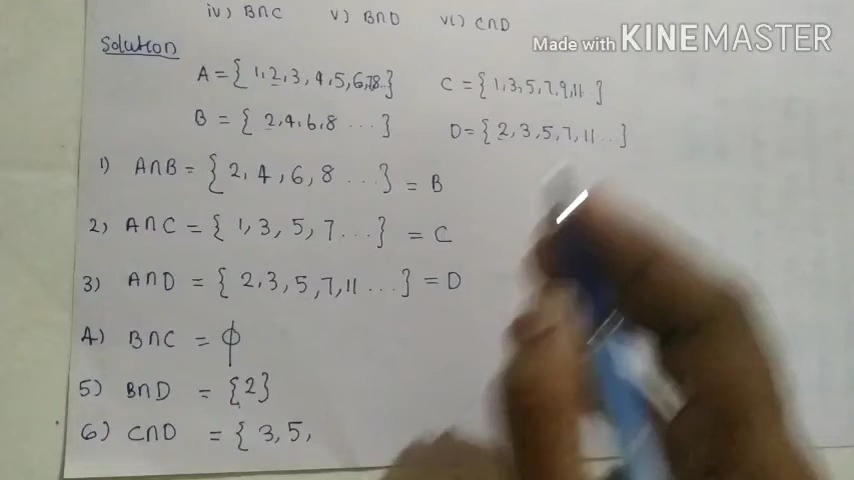 iv) B∩C v) B∩D vi) C∩D
Solution
Made with KINEMASTER
A = { 1, 2, 3, 4, 5, 6, 7 8... } C = { 1, 3, 5, 7, 9, 11 }
B = { 2, 4, 6, 8 ... } D = { 2, 3, 5, 7, 11 ... }
1) A∩B = { 2, 4, 6, 8 ... } = B
2) A∩C = { 1, 3, 5, 7 ... } = C
3) A∩D = { 2, 3, 5, 7, 11 ... } = D
4) B∩C = ϕ
5) B∩D = {2}
6) C∩D = { 3, 5,